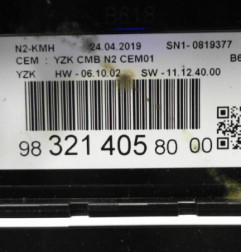 N2-KMH 24.04.2019 SN1- 0819377
CEM : YZK CMB N2 CEM01 B6
YZK HW - 06.10.02 SW - 11.12.40.00
98 321 405 80 00